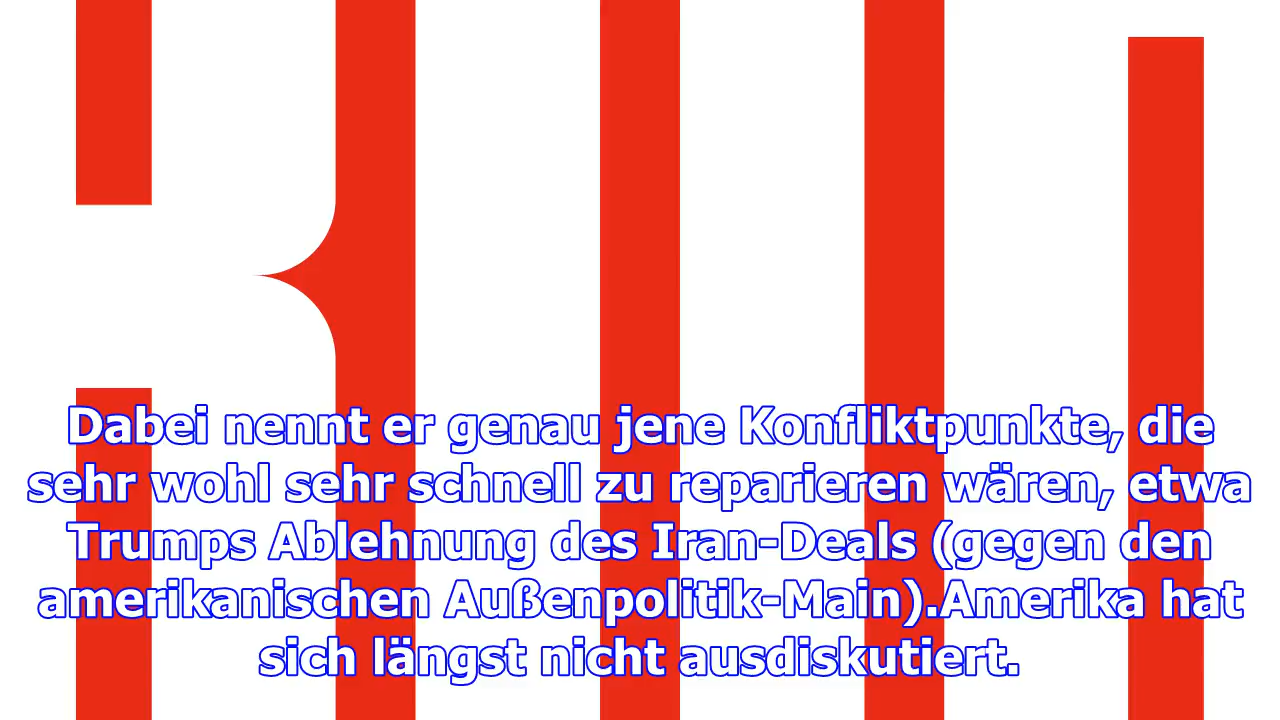 Dabei nennt er genau jene Konfliktpunkte, die
sehr wohl sehr schnell zu reparieren wären, etwa
Trumps Ablehnung des Iran-Deals (gegen den
amerikanischen Außenpolitik-Main).Amerika hat
sich längst nicht ausdiskutiert.